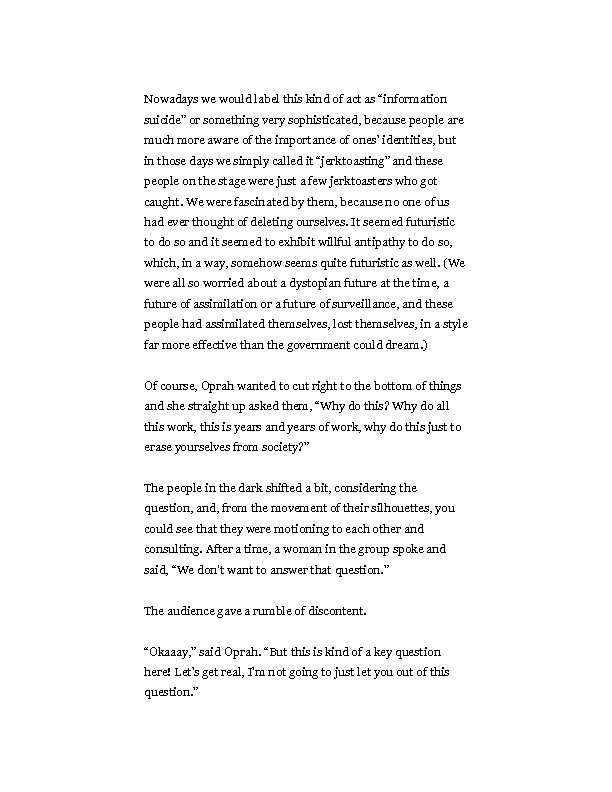 Nowadays we would label this kind of act as “information
suicide” or something very sophisticated, because people are
much more aware of the importance of ones’ identities, but
in those days we simply called it “jerktoasting” and these
people on the stage were just a few jerktoasters who got
caught. We were fascinated by them, because no one of us
had ever thought of deleting ourselves. It seemed futuristic
to do so and it seemed to exhibit willful antipathy to do so,
which, in a way, somehow seems quite futuristic as well. (We
were all so worried about a dystopian future at the time, a
future of assimilation or a future of surveillance, and these
people had assimilated themselves, lost themselves, in a style
far more effective than the government could dream.)
Of course, Oprah wanted to cut right to the bottom of things
and she straight up asked them, “Why do this? Why do all
this work, this is years and years of work, why do this just to
erase yourselves from society?”
The people in the dark shifted a bit, considering the
question, and, from the movement of their silhouettes, you
could see that they were motioning to each other and
consulting. After a time, a woman in the group spoke and
said, “We don’t want to answer that question.”
The audience gave a rumble of discontent.
“Okaaay,” said Oprah. “But this is kind of a key question
here! Let’s get real, I’m not going to just let you out of this
question.”